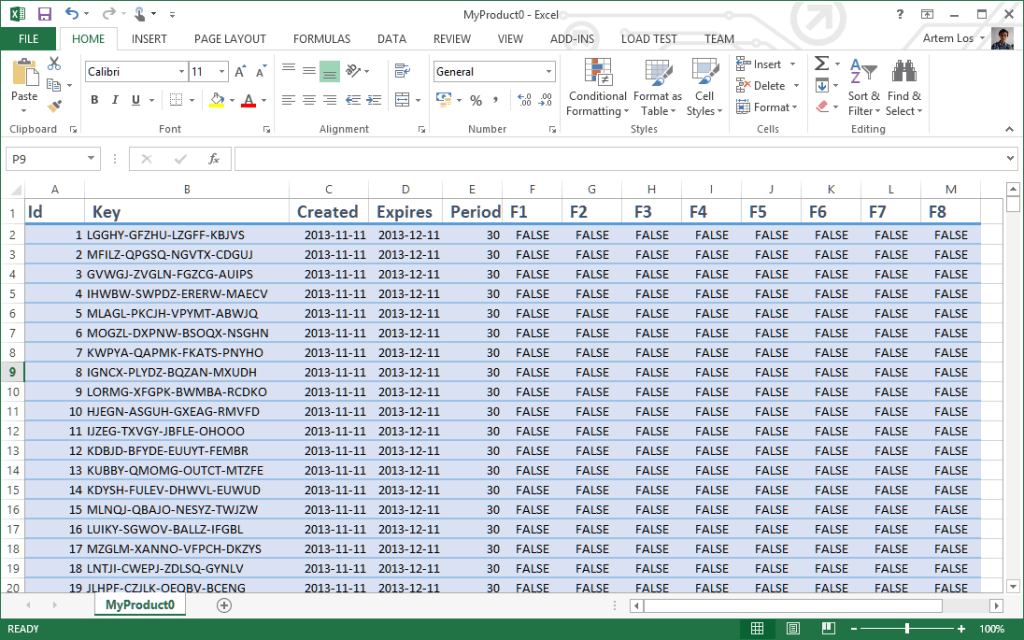 MyProduct0 - Excel
FILE HOME INSERT PAGE LAYOUT FORMULAS DATA REVIEW VIEW ADD-INS LOAD TEST TEAM Artem Los
Paste
Clipboard
Calibri 11
B I U
Font
Alignment
General
% ,
Number
Conditional Formatting
Format as Table
Cell Styles
Styles
Insert
Delete
Format
Cells
Sort & Filter
Find & Select
Editing
P9 fx
A B C D E F G H I J K L M
1 Id Key Created Expires Period F1 F2 F3 F4 F5 F6 F7 F8
2 1 LGGHY-GFZHU-LZGFF-KBJVS 2013-11-11 2013-12-11 30 FALSE FALSE FALSE FALSE FALSE FALSE FALSE FALSE
3 2 MFILZ-QPGSQ-NGVTX-CDGUJ 2013-11-11 2013-12-11 30 FALSE FALSE FALSE FALSE FALSE FALSE FALSE FALSE
4 3 GVWGJ-ZVGLN-FGZCG-AUIPS 2013-11-11 2013-12-11 30 FALSE FALSE FALSE FALSE FALSE FALSE FALSE FALSE
5 4 IHWBW-SWPDZ-ERERW-MAECV 2013-11-11 2013-12-11 30 FALSE FALSE FALSE FALSE FALSE FALSE FALSE FALSE
6 5 MLAGL-PKCJH-VPYMT-ABWJQ 2013-11-11 2013-12-11 30 FALSE FALSE FALSE FALSE FALSE FALSE FALSE FALSE
7 6 MOGZL-DXPNW-BSOQX-NSGHN 2013-11-11 2013-12-11 30 FALSE FALSE FALSE FALSE FALSE FALSE FALSE FALSE
8 7 KWPYA-QAPMK-FKATS-PNYHO 2013-11-11 2013-12-11 30 FALSE FALSE FALSE FALSE FALSE FALSE FALSE FALSE
9 8 IGNCX-PLYDZ-BQZAN-MXUDH 2013-11-11 2013-12-11 30 FALSE FALSE FALSE FALSE FALSE FALSE FALSE FALSE
10 9 LORMG-XFGPK-BWMBA-RCDKO 2013-11-11 2013-12-11 30 FALSE FALSE FALSE FALSE FALSE FALSE FALSE FALSE
11 10 HJEGN-ASGUH-GXEAG-RMVFD 2013-11-11 2013-12-11 30 FALSE FALSE FALSE FALSE FALSE FALSE FALSE FALSE
12 11 IJZEG-TXVGY-JBFLE-OHOOO 2013-11-11 2013-12-11 30 FALSE FALSE FALSE FALSE FALSE FALSE FALSE FALSE
13 12 KDBJD-BFYDE-EUUYT-FEMBR 2013-11-11 2013-12-11 30 FALSE FALSE FALSE FALSE FALSE FALSE FALSE FALSE
14 13 KUBBY-QMOMG-OUTCT-MTZFE 2013-11-11 2013-12-11 30 FALSE FALSE FALSE FALSE FALSE FALSE FALSE FALSE
15 14 KDYSH-FULEV-DHWVL-EUWUD 2013-11-11 2013-12-11 30 FALSE FALSE FALSE FALSE FALSE FALSE FALSE FALSE
16 15 MLNQJ-QBAJO-NESYZ-TWJZW 2013-11-11 2013-12-11 30 FALSE FALSE FALSE FALSE FALSE FALSE FALSE FALSE
17 16 LUIKY-SGWOV-BALLZ-IFGBL 2013-11-11 2013-12-11 30 FALSE FALSE FALSE FALSE FALSE FALSE FALSE FALSE
18 17 MZGLM-XANNO-VFPCH-DKZYS 2013-11-11 2013-12-11 30 FALSE FALSE FALSE FALSE FALSE FALSE FALSE FALSE
19 18 LNTJI-CWEPJ-ZDLSQ-GYNLV 2013-11-11 2013-12-11 30 FALSE FALSE FALSE FALSE FALSE FALSE FALSE FALSE
20 19 JLHPF-CZJLK-OEQBV-BCENG 2013-11-11 2013-12-11 30 FALSE FALSE FALSE FALSE FALSE FALSE FALSE FALSE
MyProduct0
READY 100%